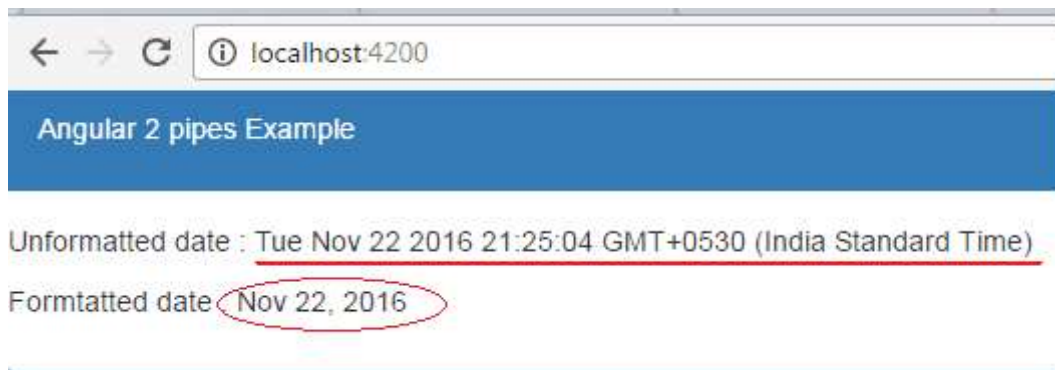 localhost:4200
Angular 2 pipes Example
Unformatted date : Tue Nov 22 2016 21:25:04 GMT+0530 (India Standard Time)
Formtatted date : Nov 22, 2016